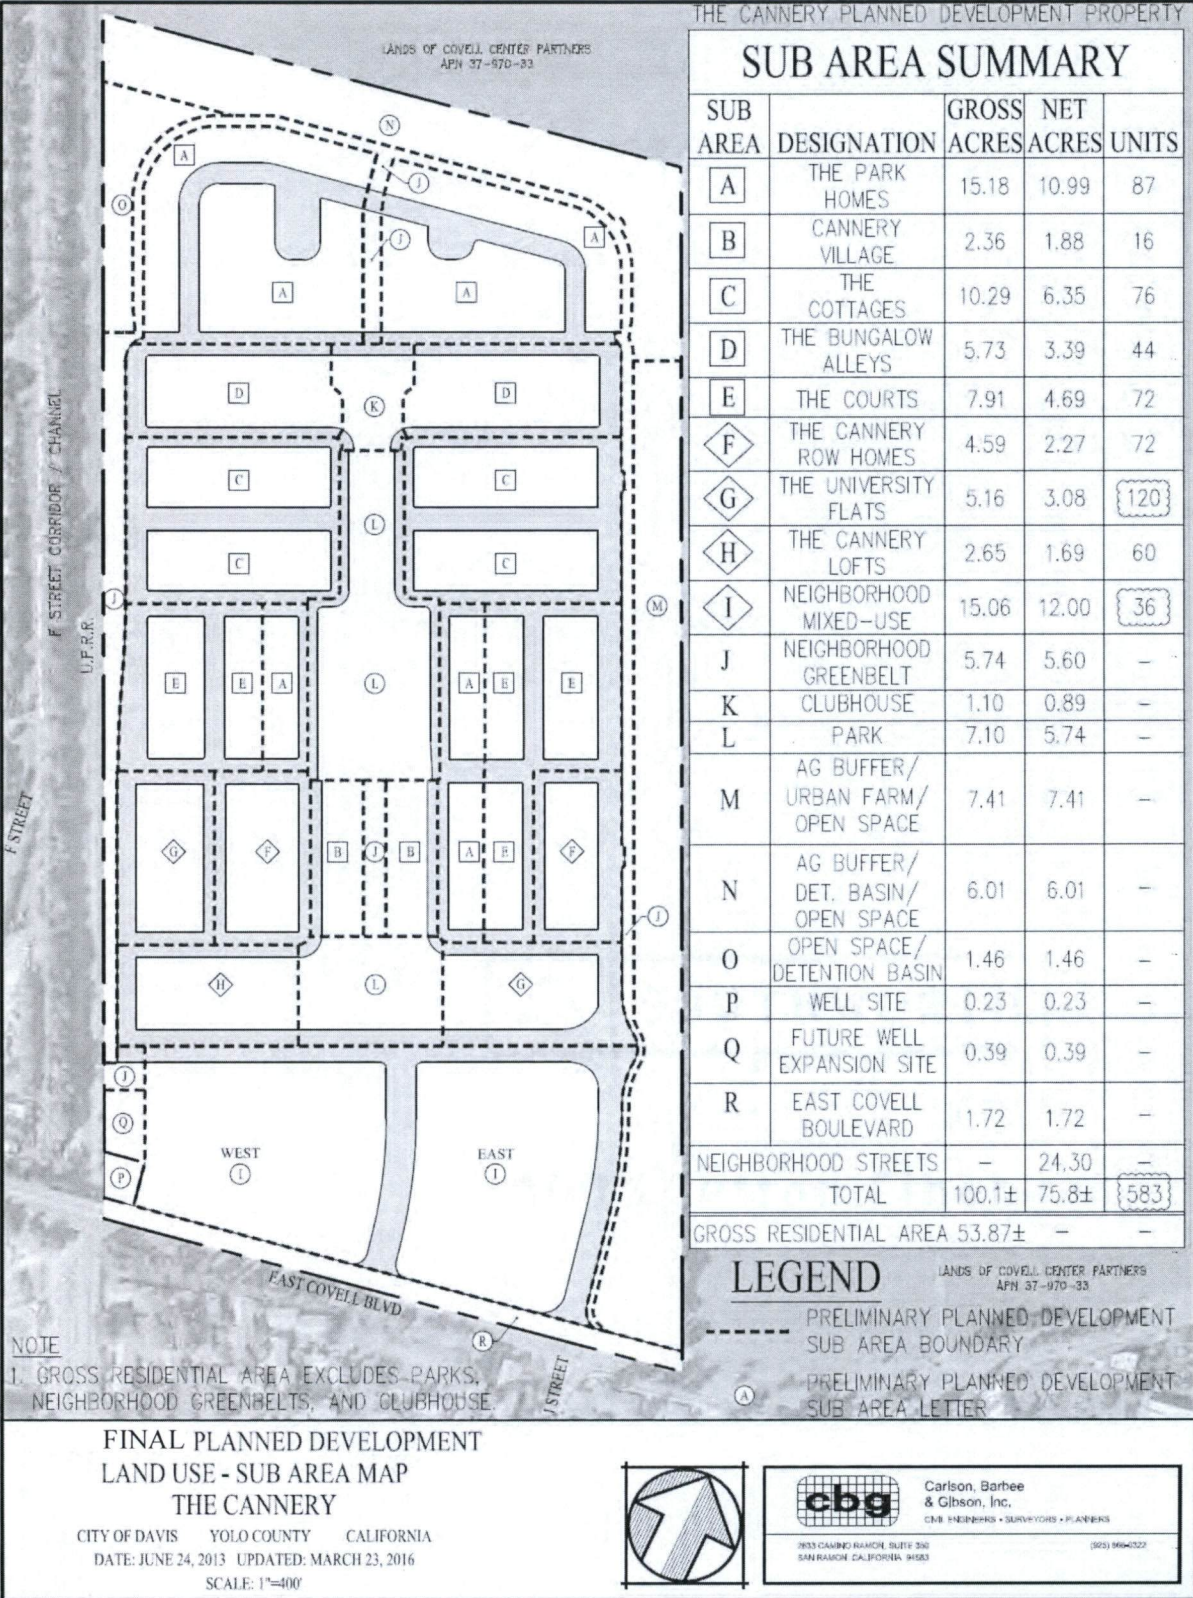 THE CANNERY PLANNED DEVELOPMENT PROPERTY
LANDS OF COVELL CENTER PARTNERS
APN 37-970-33
N
A
J
O
A
J
A
A
D
D
K
C
C
L
C
C
J
M
E
E
A
L
A
E
E
G
F
B
J
B
A
E
F
J
H
L
G
J
Q
P
WEST
I
EAST
I
R
F STREET CORRIDOR / CHANNEL
U.P.R.R.
F STREET
EAST COVELL BLVD
J STREET
NOTE
1. GROSS RESIDENTIAL AREA EXCLUDES PARKS,
NEIGHBORHOOD GREENBELTS, AND CLUBHOUSE.
SUB AREA SUMMARY
SUB AREA DESIGNATION GROSS ACRES NET ACRES UNITS
A THE PARK HOMES 15.18 10.99 87
B CANNERY VILLAGE 2.36 1.88 16
C THE COTTAGES 10.29 6.35 76
D THE BUNGALOW ALLEYS 5.73 3.39 44
E THE COURTS 7.91 4.69 72
F THE CANNERY ROW HOMES 4.59 2.27 72
G THE UNIVERSITY FLATS 5.16 3.08 120
H THE CANNERY LOFTS 2.65 1.69 60
I NEIGHBORHOOD MIXED-USE 15.06 12.00 36
J NEIGHBORHOOD GREENBELT 5.74 5.60 -
K CLUBHOUSE 1.10 0.89 -
L PARK 7.10 5.74 -
M AG BUFFER/ URBAN FARM/ OPEN SPACE 7.41 7.41 -
N AG BUFFER/ DET. BASIN/ OPEN SPACE 6.01 6.01 -
O OPEN SPACE/ DETENTION BASIN 1.46 1.46 -
P WELL SITE 0.23 0.23 -
Q FUTURE WELL EXPANSION SITE 0.39 0.39 -
R EAST COVELL BOULEVARD 1.72 1.72 -
NEIGHBORHOOD STREETS - 24.30 -
TOTAL 100.1± 75.8± 583
GROSS RESIDENTIAL AREA 53.87± - -
LEGEND
LANDS OF COVELL CENTER PARTNERS
APN 37-970-33
PRELIMINARY PLANNED DEVELOPMENT
SUB AREA BOUNDARY
A PRELIMINARY PLANNED DEVELOPMENT
SUB AREA LETTER
FINAL PLANNED DEVELOPMENT
LAND USE - SUB AREA MAP
THE CANNERY
CITY OF DAVIS YOLO COUNTY CALIFORNIA
DATE: JUNE 24, 2013 UPDATED: MARCH 23, 2016
SCALE: 1"=400'
cbg
Carlson, Barbee
& Gibson, Inc.
CIVIL ENGINEERS • SURVEYORS • PLANNERS
2633 CAMINO RAMON, SUITE 350
SAN RAMON, CALIFORNIA 94583
(925) 866-0322